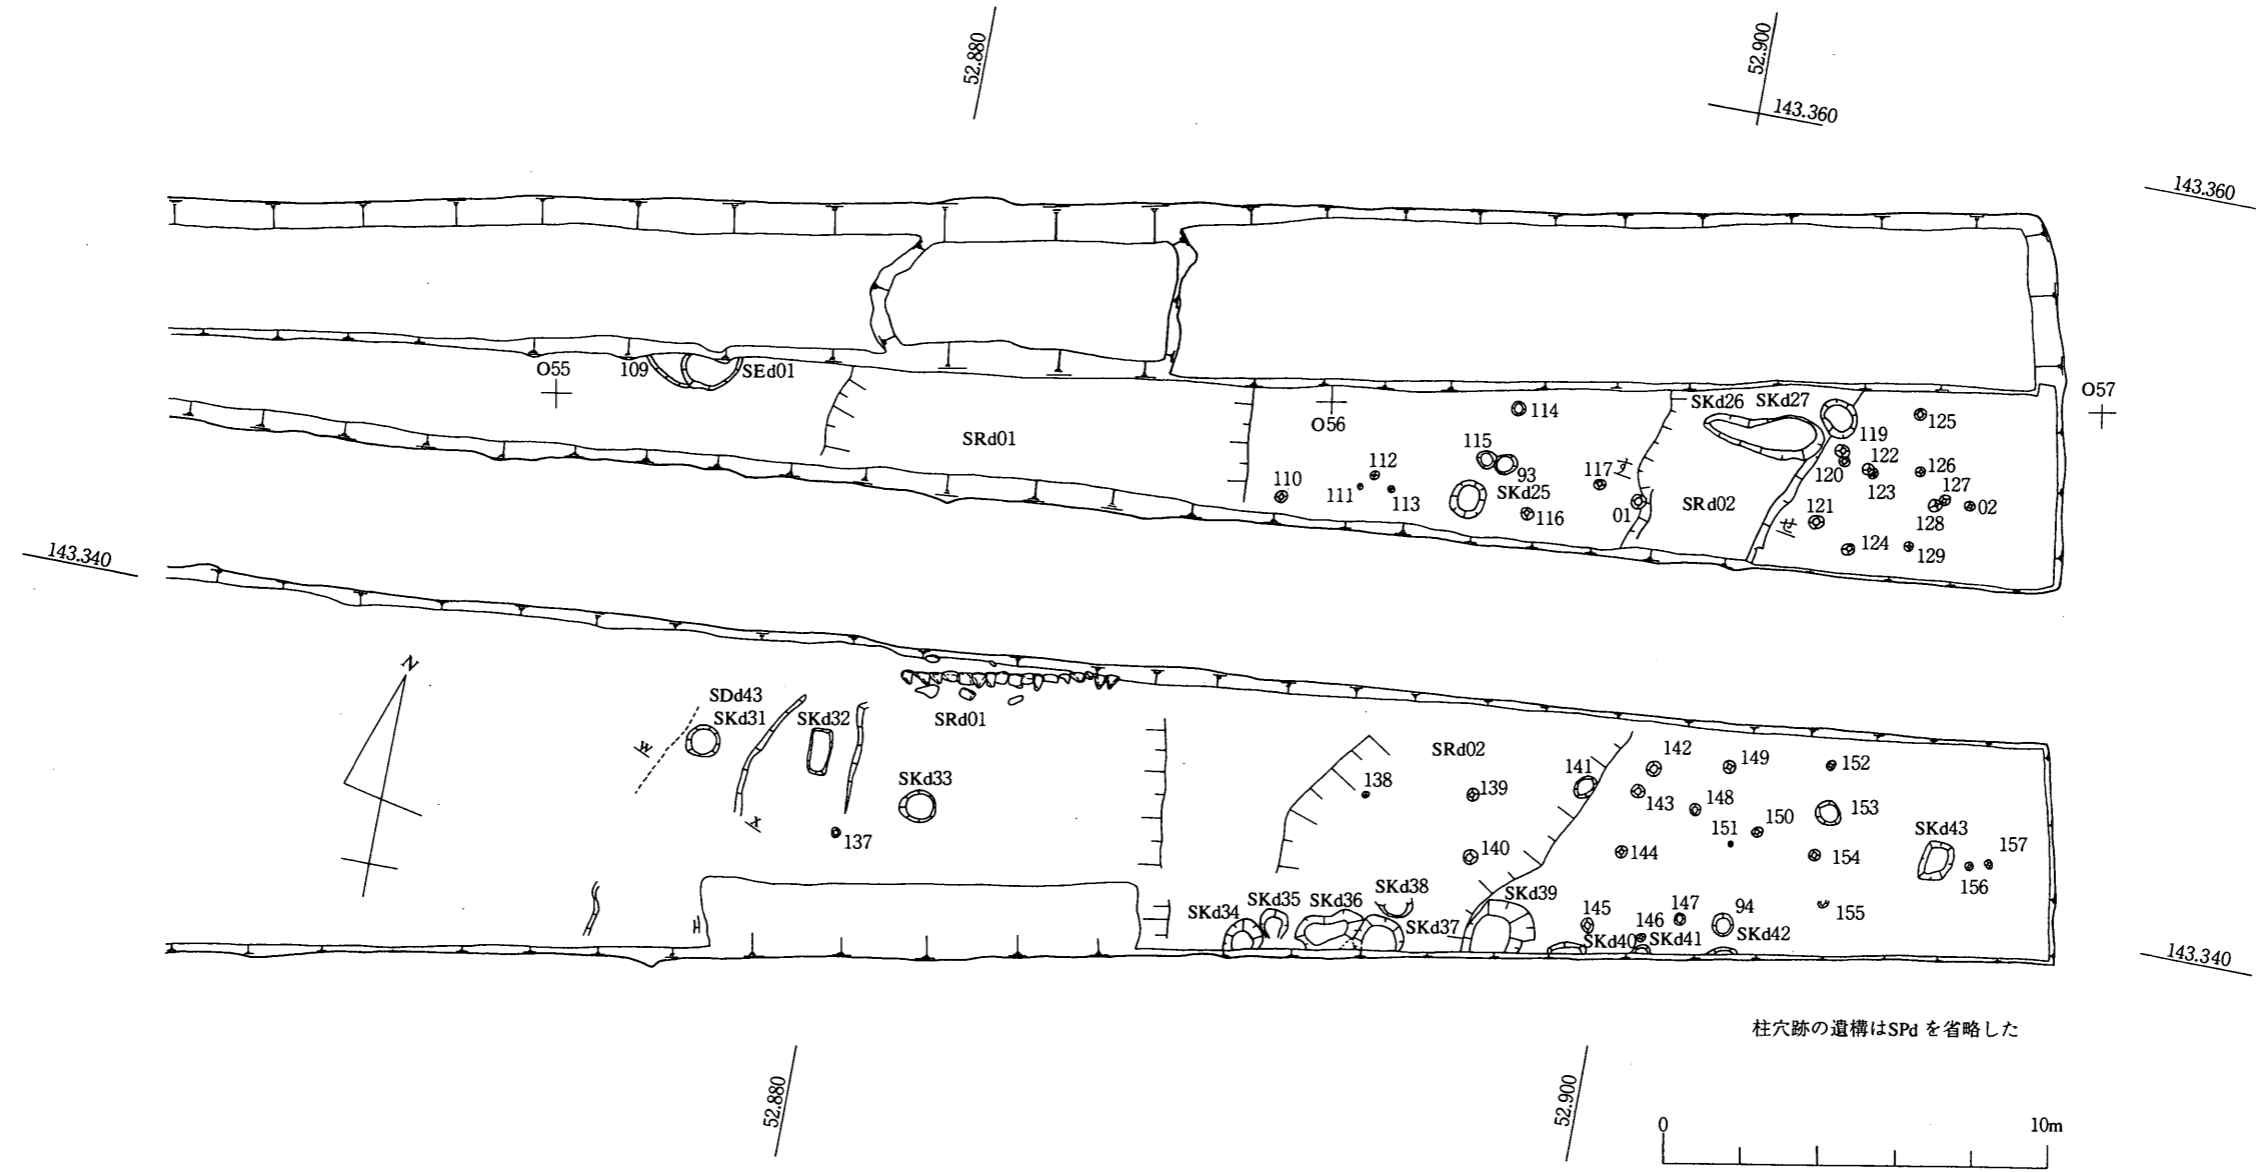 52.880
52.900
143.360
143.360
O55
109
SEd01
O57
SKd26
SKd27
114
125
O56
SRd01
119
115
112
122
126
93
117
す
120
110
111
113
SKd25
123
127
SRd02
01
116
121
02
128
せ
124
129
143.340
N
SDd43
SKd31
SKd32
SRd01
w
SRd02
142
149
152
141
SKd33
138
139
143
148
153
x
151
150
137
SKd43
140
144
154
157
156
SKd38
SKd35
SKd36
SKd39
SKd34
145
147
94
155
146
SKd37
SKd40
SKd41
SKd42
143.340
柱穴跡の遺構はSPd を省略した
52.880
52.900
0
10m